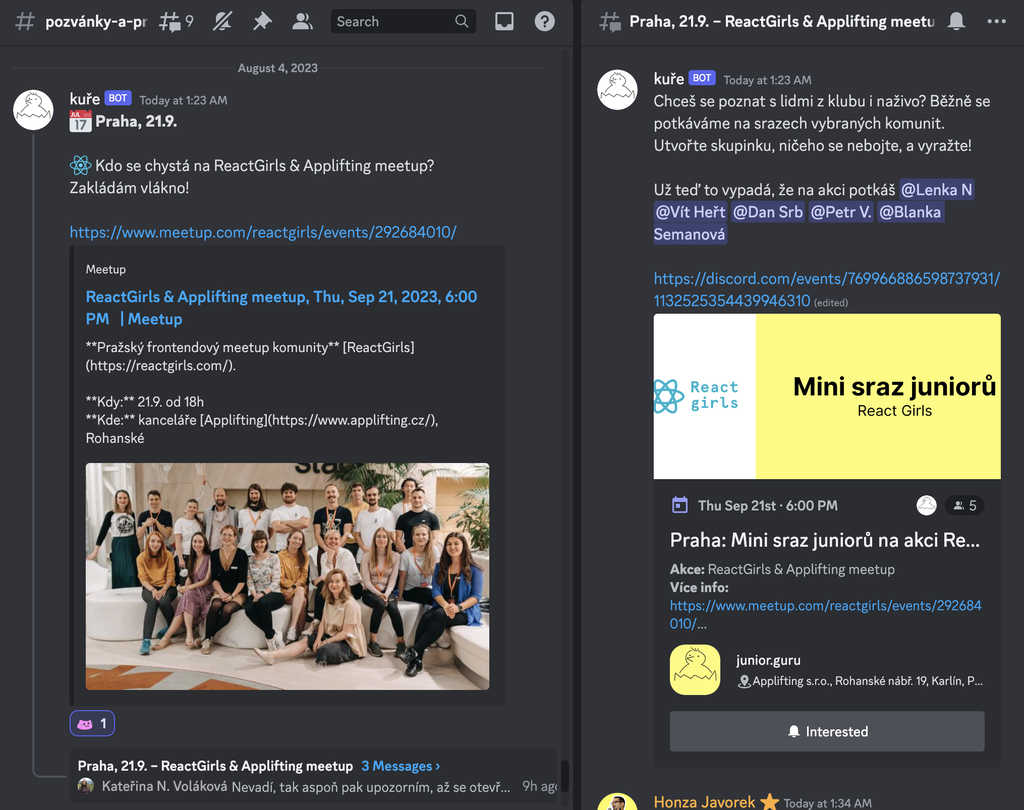 pozvánky-a-pr
9
Search
August 4, 2023
kuře BOT Today at 1:23 AM
JUL 17 Praha, 21.9.
Kdo se chystá na ReactGirls & Applifting meetup?
Zakládám vlákno!
https://www.meetup.com/reactgirls/events/292684010/
Meetup
ReactGirls & Applifting meetup, Thu, Sep 21, 2023, 6:00
PM | Meetup
**Pražský frontendový meetup komunity** [ReactGirls]
(https://reactgirls.com/).
**Kdy:** 21.9. od 18h
**Kde:** kanceláře [Applifting](https://www.applifting.cz/),
Rohanské
1
Praha, 21.9. – ReactGirls & Applifting meetup 3 Messages ›
Kateřina N. Voláková Nevadí, tak aspoň pak upozorním, až se otevř... 9h ago
Praha, 21.9. – ReactGirls & Applifting meetu
kuře BOT Today at 1:23 AM
Chceš se poznat s lidmi z klubu i naživo? Běžně se
potkáváme na srazech vybraných komunit.
Utvořte skupinku, ničeho se nebojte, a vyražte!
Už teď to vypadá, že na akci potkáš @Lenka N
@Vít Heřt @Dan Srb @Petr V. @Blanka
Semanová
https://discord.com/events/769966886598737931/
1132525354439946310 (edited)
React
girls
Mini sraz juniorů
React Girls
Thu Sep 21st · 6:00 PM
5
Praha: Mini sraz juniorů na akci Re...
Akce: ReactGirls & Applifting meetup
Více info:
https://www.meetup.com/reactgirls/events/292684
010/...
junior.guru
Applifting s.r.o., Rohanské nábř. 19, Karlín, P...
Interested
Honza Javorek Today at 1:34 AM